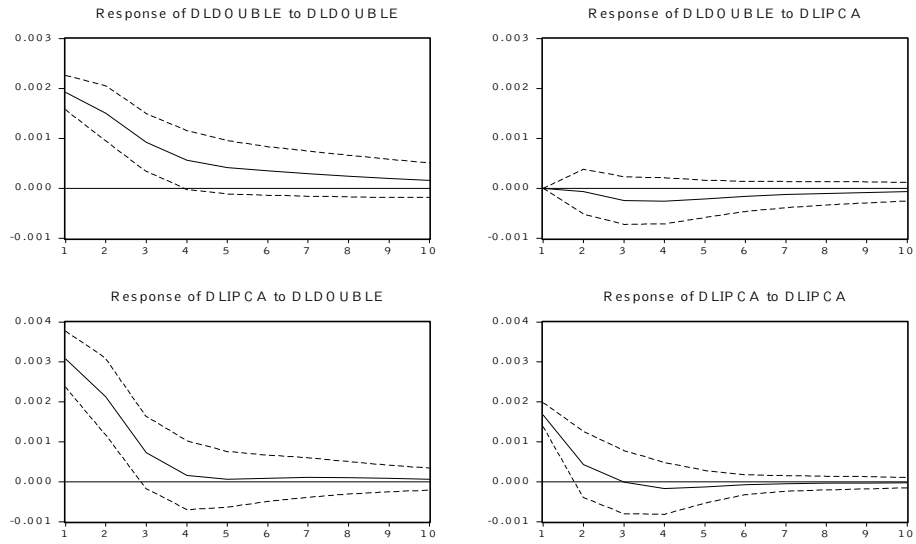 Response of DLDOUBLE to DLDOUBLE
0.003
0.002
0.001
0.000
-0.001
1 2 3 4 5 6 7 8 9 10
Response of DLDOUBLE to DLIPCA
0.003
0.002
0.001
0.000
-0.001
1 2 3 4 5 6 7 8 9 10
Response of DLIPCA to DLDOUBLE
0.004
0.003
0.002
0.001
0.000
-0.001
1 2 3 4 5 6 7 8 9 10
Response of DLIPCA to DLIPCA
0.004
0.003
0.002
0.001
0.000
-0.001
1 2 3 4 5 6 7 8 9 10